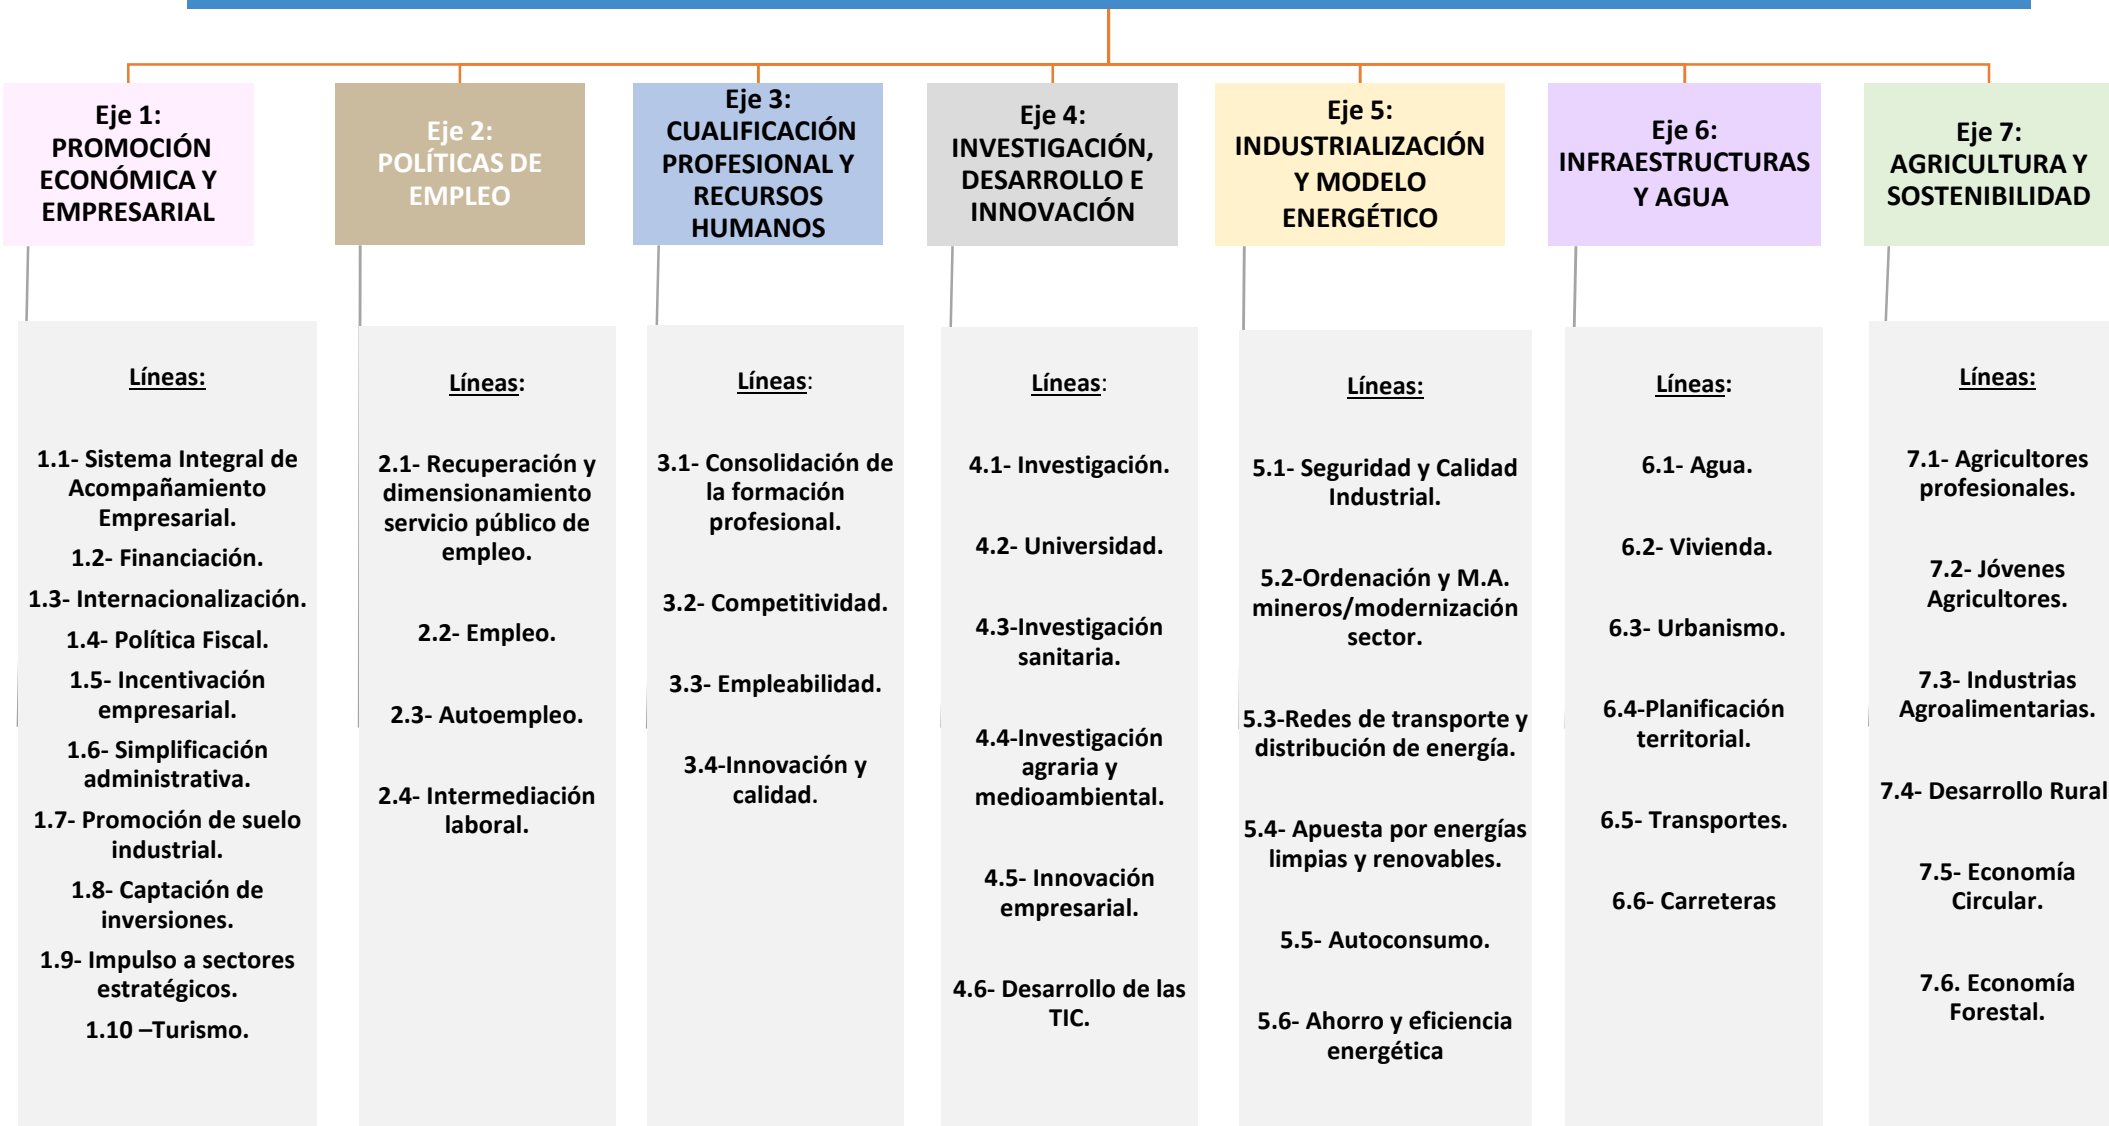 Eje 1:
PROMOCIÓN
ECONÓMICA Y
EMPRESARIAL
Líneas:
1.1- Sistema Integral de
Acompañamiento
Empresarial.
1.2- Financiación.
1.3- Internacionalización.
1.4- Política Fiscal.
1.5- Incentivación
empresarial.
1.6- Simplificación
administrativa.
1.7- Promoción de suelo
industrial.
1.8- Captación de
inversiones.
1.9- Impulso a sectores
estratégicos.
1.10 –Turismo.
Eje 2:
POLÍTICAS DE
EMPLEO
Líneas:
2.1- Recuperación y
dimensionamiento
servicio público de
empleo.
2.2- Empleo.
2.3- Autoempleo.
2.4- Intermediación
laboral.
Eje 3:
CUALIFICACIÓN
PROFESIONAL Y
RECURSOS
HUMANOS
Líneas:
3.1- Consolidación de
la formación
profesional.
3.2- Competitividad.
3.3- Empleabilidad.
3.4-Innovación y
calidad.
Eje 4:
INVESTIGACIÓN,
DESARROLLO E
INNOVACIÓN
Líneas:
4.1- Investigación.
4.2- Universidad.
4.3-Investigación
sanitaria.
4.4-Investigación
agraria y
medioambiental.
4.5- Innovación
empresarial.
4.6- Desarrollo de las
TIC.
Eje 5:
INDUSTRIALIZACIÓN
Y MODELO
ENERGÉTICO
Líneas:
5.1- Seguridad y Calidad
Industrial.
5.2-Ordenación y M.A.
mineros/modernización
sector.
5.3-Redes de transporte y
distribución de energía.
5.4- Apuesta por energías
limpias y renovables.
5.5- Autoconsumo.
5.6- Ahorro y eficiencia
energética
Eje 6:
INFRAESTRUCTURAS
Y AGUA
Líneas:
6.1- Agua.
6.2- Vivienda.
6.3- Urbanismo.
6.4-Planificación
territorial.
6.5- Transportes.
6.6- Carreteras
Eje 7:
AGRICULTURA Y
SOSTENIBILIDAD
Líneas:
7.1- Agricultores
profesionales.
7.2- Jóvenes
Agricultores.
7.3- Industrias
Agroalimentarias.
7.4- Desarrollo Rural
7.5- Economía
Circular.
7.6. Economía
Forestal.